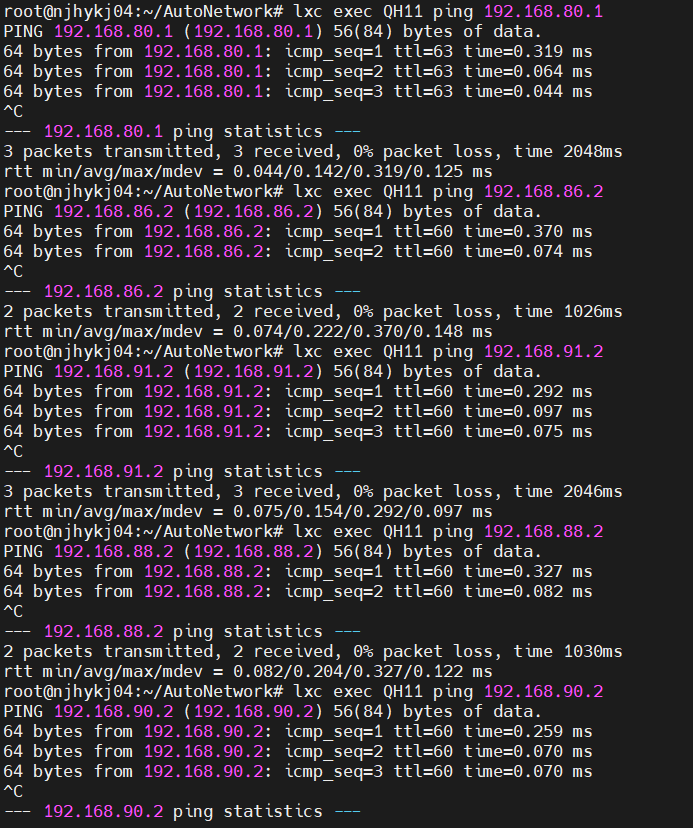 root@njhykj04:~/AutoNetwork# lxc exec QH11 ping 192.168.80.1
PING 192.168.80.1 (192.168.80.1) 56(84) bytes of data.
64 bytes from 192.168.80.1: icmp_seq=1 ttl=63 time=0.319 ms
64 bytes from 192.168.80.1: icmp_seq=2 ttl=63 time=0.064 ms
64 bytes from 192.168.80.1: icmp_seq=3 ttl=63 time=0.044 ms
^C
--- 192.168.80.1 ping statistics ---
3 packets transmitted, 3 received, 0% packet loss, time 2048ms
rtt min/avg/max/mdev = 0.044/0.142/0.319/0.125 ms
root@njhykj04:~/AutoNetwork# lxc exec QH11 ping 192.168.86.2
PING 192.168.86.2 (192.168.86.2) 56(84) bytes of data.
64 bytes from 192.168.86.2: icmp_seq=1 ttl=60 time=0.370 ms
64 bytes from 192.168.86.2: icmp_seq=2 ttl=60 time=0.074 ms
^C
--- 192.168.86.2 ping statistics ---
2 packets transmitted, 2 received, 0% packet loss, time 1026ms
rtt min/avg/max/mdev = 0.074/0.222/0.370/0.148 ms
root@njhykj04:~/AutoNetwork# lxc exec QH11 ping 192.168.91.2
PING 192.168.91.2 (192.168.91.2) 56(84) bytes of data.
64 bytes from 192.168.91.2: icmp_seq=1 ttl=60 time=0.292 ms
64 bytes from 192.168.91.2: icmp_seq=2 ttl=60 time=0.097 ms
64 bytes from 192.168.91.2: icmp_seq=3 ttl=60 time=0.075 ms
^C
--- 192.168.91.2 ping statistics ---
3 packets transmitted, 3 received, 0% packet loss, time 2046ms
rtt min/avg/max/mdev = 0.075/0.154/0.292/0.097 ms
root@njhykj04:~/AutoNetwork# lxc exec QH11 ping 192.168.88.2
PING 192.168.88.2 (192.168.88.2) 56(84) bytes of data.
64 bytes from 192.168.88.2: icmp_seq=1 ttl=60 time=0.327 ms
64 bytes from 192.168.88.2: icmp_seq=2 ttl=60 time=0.082 ms
^C
--- 192.168.88.2 ping statistics ---
2 packets transmitted, 2 received, 0% packet loss, time 1030ms
rtt min/avg/max/mdev = 0.082/0.204/0.327/0.122 ms
root@njhykj04:~/AutoNetwork# lxc exec QH11 ping 192.168.90.2
PING 192.168.90.2 (192.168.90.2) 56(84) bytes of data.
64 bytes from 192.168.90.2: icmp_seq=1 ttl=60 time=0.259 ms
64 bytes from 192.168.90.2: icmp_seq=2 ttl=60 time=0.070 ms
64 bytes from 192.168.90.2: icmp_seq=3 ttl=60 time=0.070 ms
^C
--- 192.168.90.2 ping statistics ---